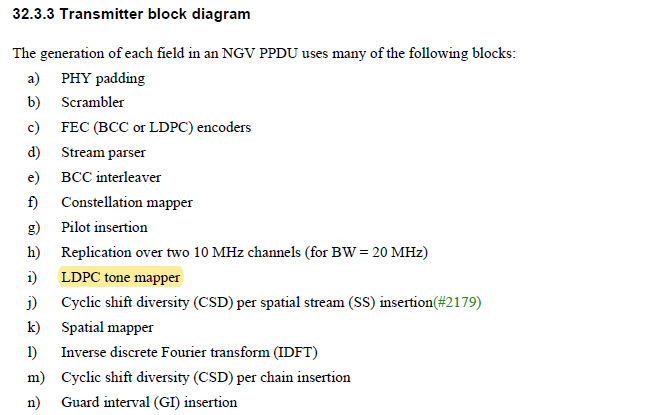 32.3.3 Transmitter block diagram
The generation of each field in an NGV PPDU uses many of the following blocks:
a) PHY padding
b) Scrambler
c) FEC (BCC or LDPC) encoders
d) Stream parser
e) BCC interleaver
f) Constellation mapper
g) Pilot insertion
h) Replication over two 10 MHz channels (for BW = 20 MHz)
i) LDPC tone mapper
j) Cyclic shift diversity (CSD) per spatial stream (SS) insertion(#2179)
k) Spatial mapper
l) Inverse discrete Fourier transform (IDFT)
m) Cyclic shift diversity (CSD) per chain insertion
n) Guard interval (GI) insertion